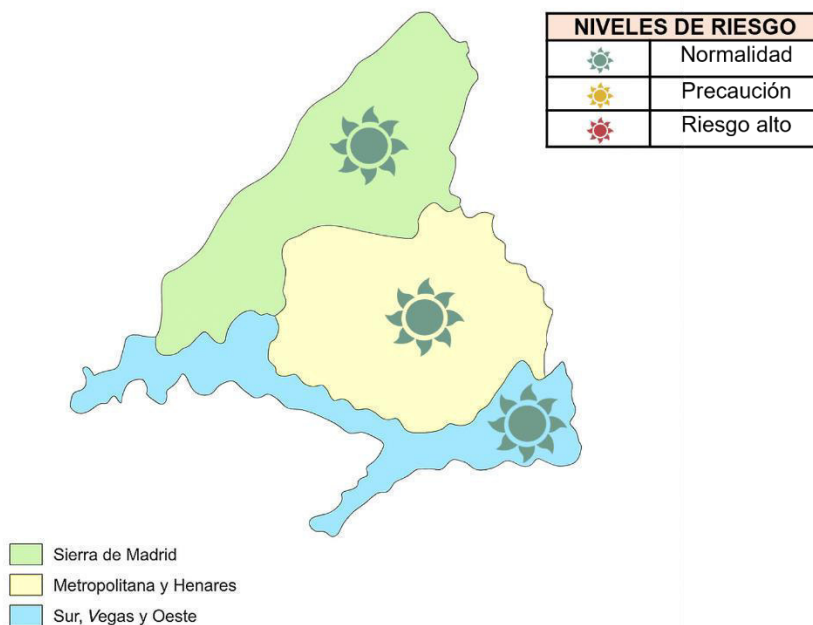 NIVELES DE RIESGO
Normalidad
Precaución
Riesgo alto
Sierra de Madrid
Metropolitana y Henares
Sur, Vegas y Oeste